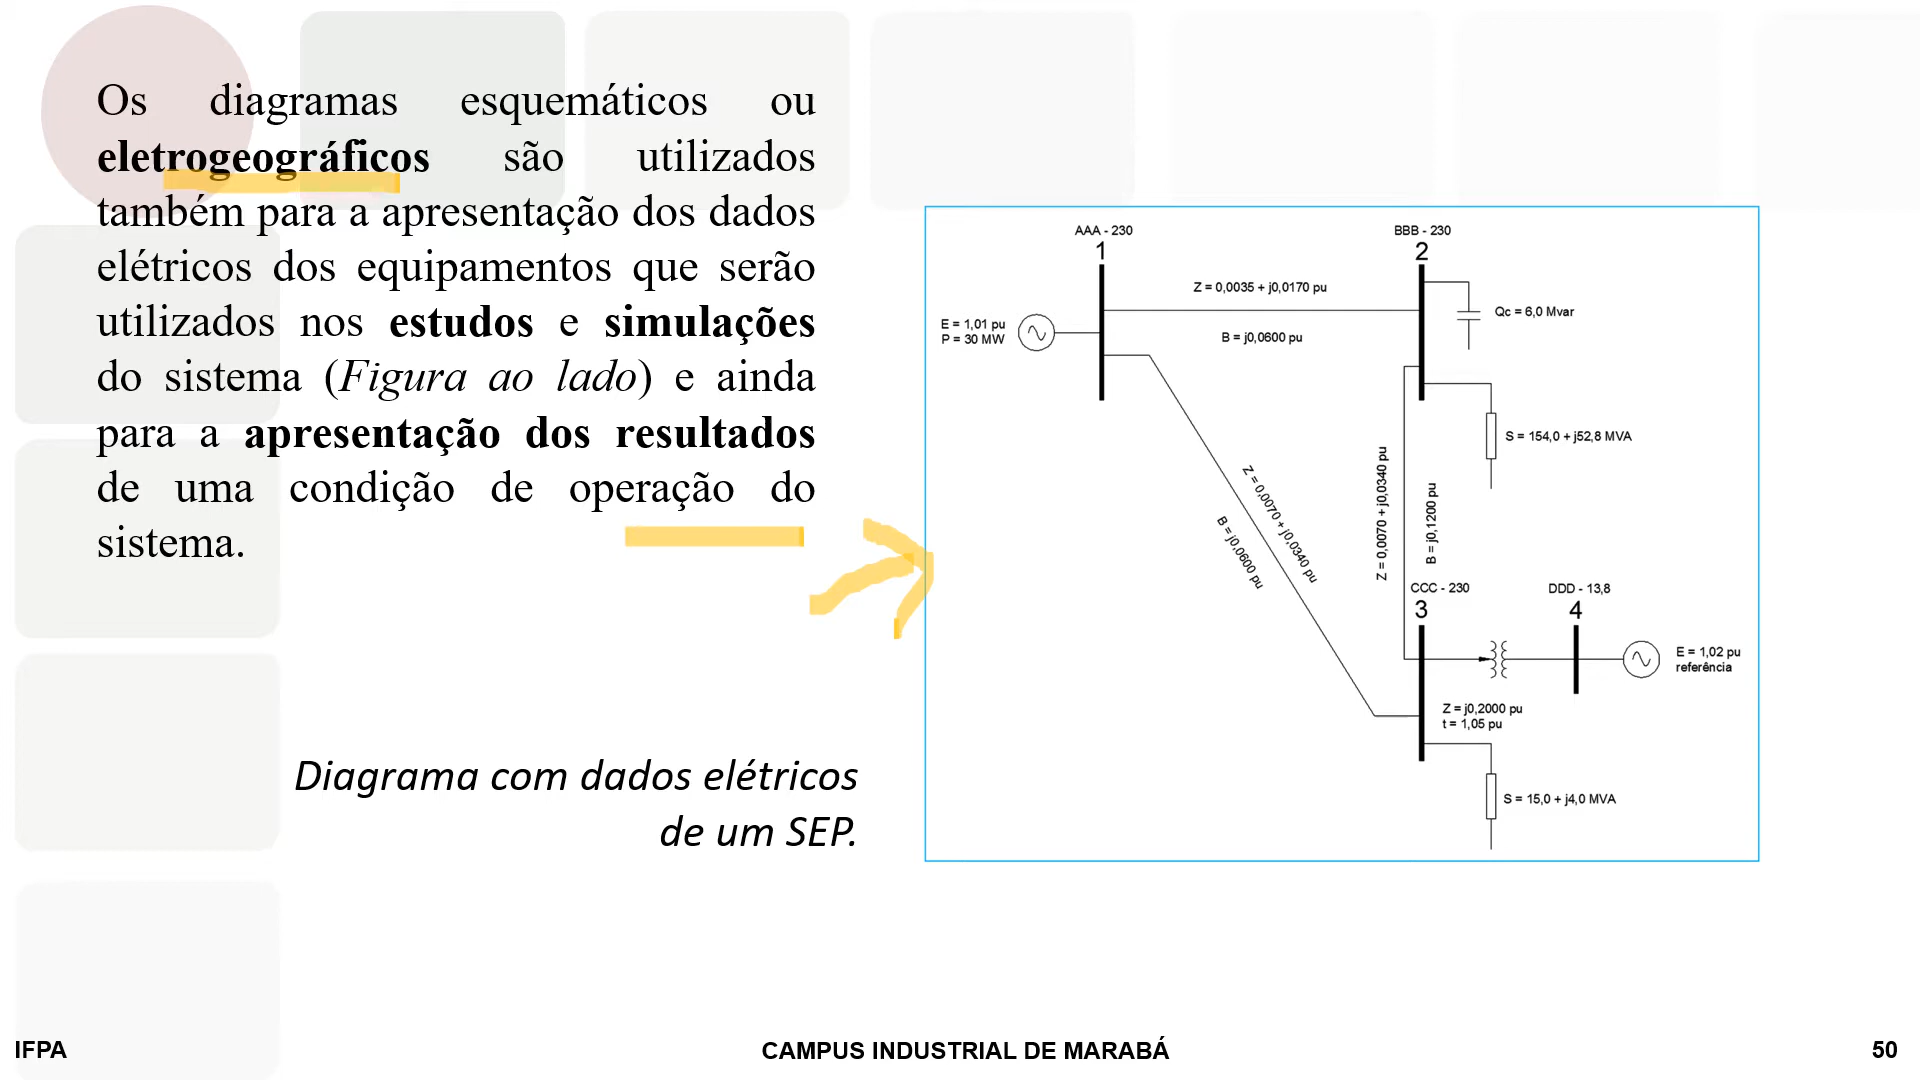 Os diagramas esquemáticos ou
eletrogeográficos são utilizados
também para a apresentação dos dados
elétricos dos equipamentos que serão
utilizados nos estudos e simulações
do sistema (Figura ao lado) e ainda
para a apresentação dos resultados
de uma condição de operação do
sistema.
Diagrama com dados elétricos
de um SEP.
AAA - 230
1
BBB - 230
2
Z = 0,0035 + j0,0170 pu
B = j0,0600 pu
E = 1,01 pu
P = 30 MW
Qc = 6,0 Mvar
S = 154,0 + j52,8 MVA
Z = 0,0070 + j0,0340 pu
B = j0,0600 pu
Z = 0,0070 + j0,0340 pu
B = j0,1200 pu
CCC - 230
3
DDD - 13,8
4
E = 1,02 pu
referência
Z = j0,2000 pu
t = 1,05 pu
S = 15,0 + j4,0 MVA
IFPA
CAMPUS INDUSTRIAL DE MARABÁ
50